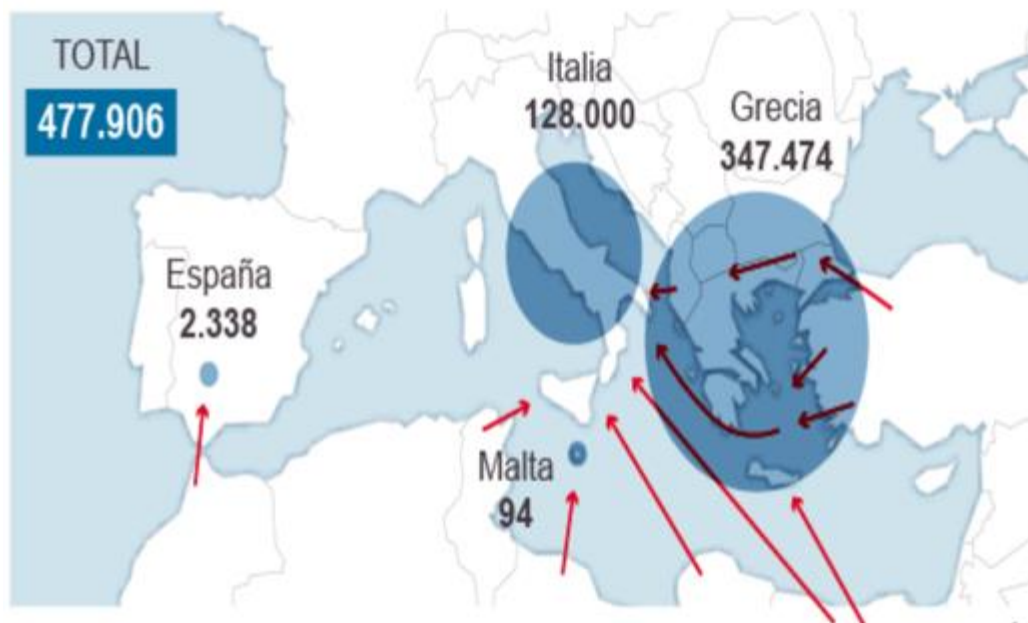 TOTAL
477.906
Italia
128.000
Grecia
347.474
España
2.338
Malta
94